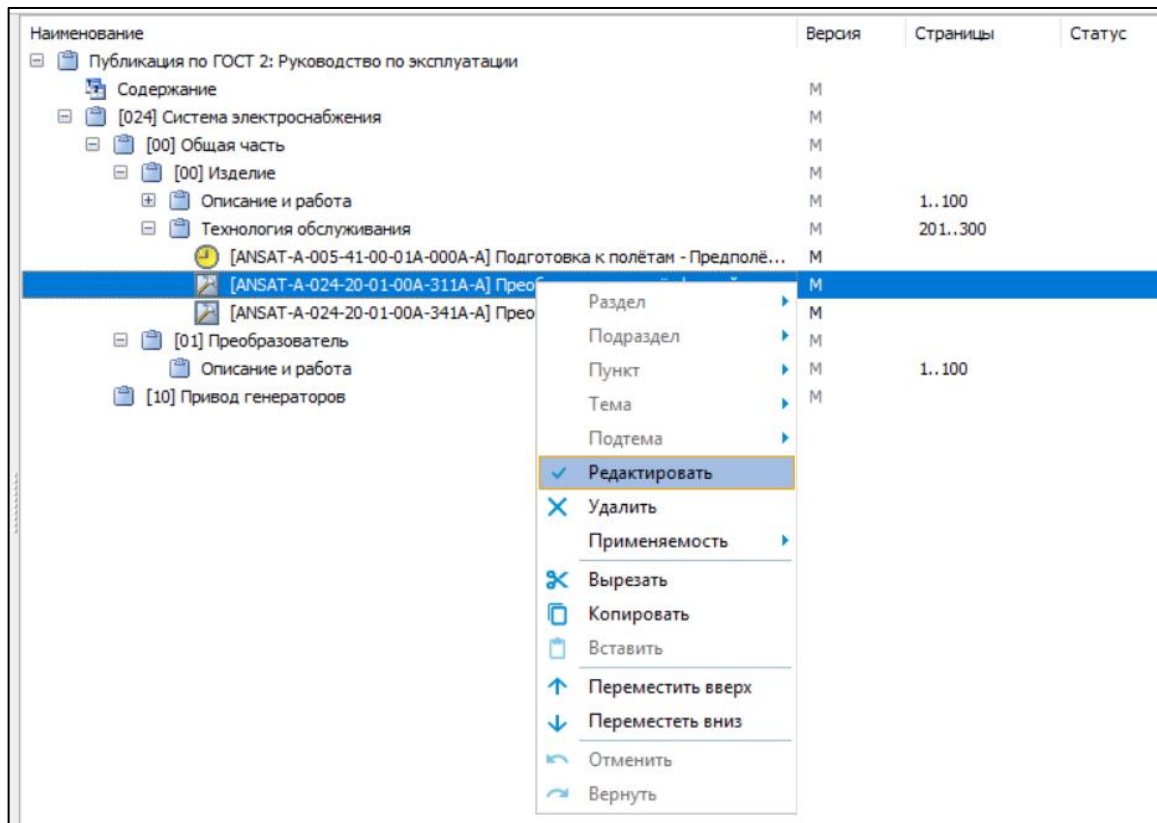 Наименование Версия Страницы Статус
Публикация по ГОСТ 2: Руководство по эксплуатации
Содержание M
[024] Система электроснабжения M
[00] Общая часть M
[00] Изделие M
Описание и работа M 1..100
Технология обслуживания M 201..300
[ANSAT-A-005-41-00-01A-000A-A] Подготовка к полётам - Предполё... M
[ANSAT-A-024-20-01-00A-311A-A] Прео M
[ANSAT-A-024-20-01-00A-341A-A] Прео M
[01] Преобразователь M
Описание и работа M 1..100
[10] Привод генераторов M
Раздел
Подраздел
Пункт
Тема
Подтема
Редактировать
Удалить
Применяемость
Вырезать
Копировать
Вставить
Переместить вверх
Переместеть вниз
Отменить
Вернуть